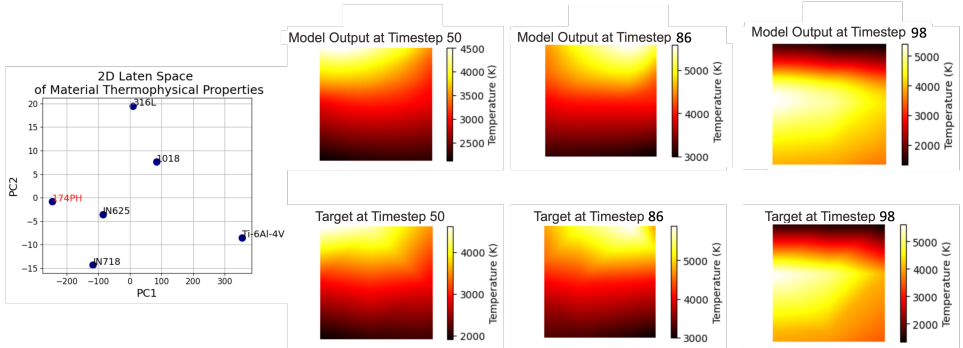 2D Laten Space
of Material Thermophysical Properties
20
15
10
5
0
−5
−10
−15
PC2
−200
−100
0
100
200
300
PC1
316L
1018
174PH
IN625
Ti-6Al-4V
IN718
Model Output at Timestep 50
4500
4000
3500
3000
2500
Temperature (K)
Model Output at Timestep 86
5000
4000
3000
Temperature (K)
Model Output at Timestep 98
5000
4000
3000
2000
Temperature (K)
Target at Timestep 50
4000
3000
2000
Temperature (K)
Target at Timestep 86
5000
4000
3000
Temperature (K)
Target at Timestep 98
5000
4000
3000
2000
Temperature (K)